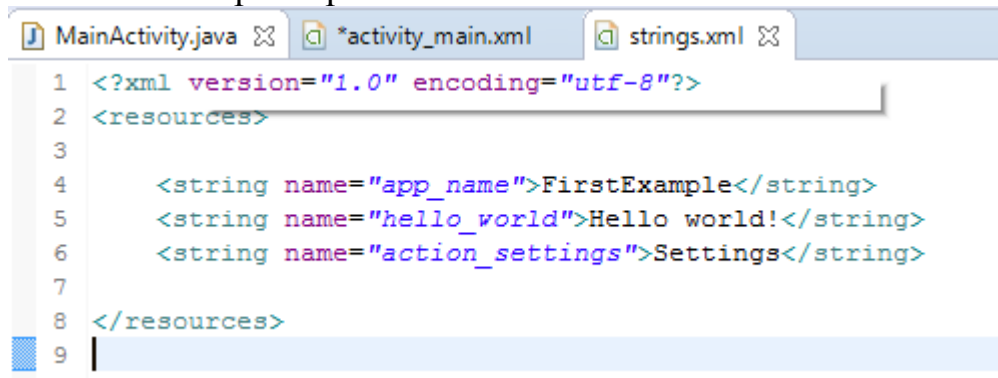 MainActivity.java *activity_main.xml strings.xml
1 <?xml version="1.0" encoding="utf-8"?>
2 <resources>
3
4 <string name="app_name">FirstExample</string>
5 <string name="hello_world">Hello world!</string>
6 <string name="action_settings">Settings</string>
7
8 </resources>
9